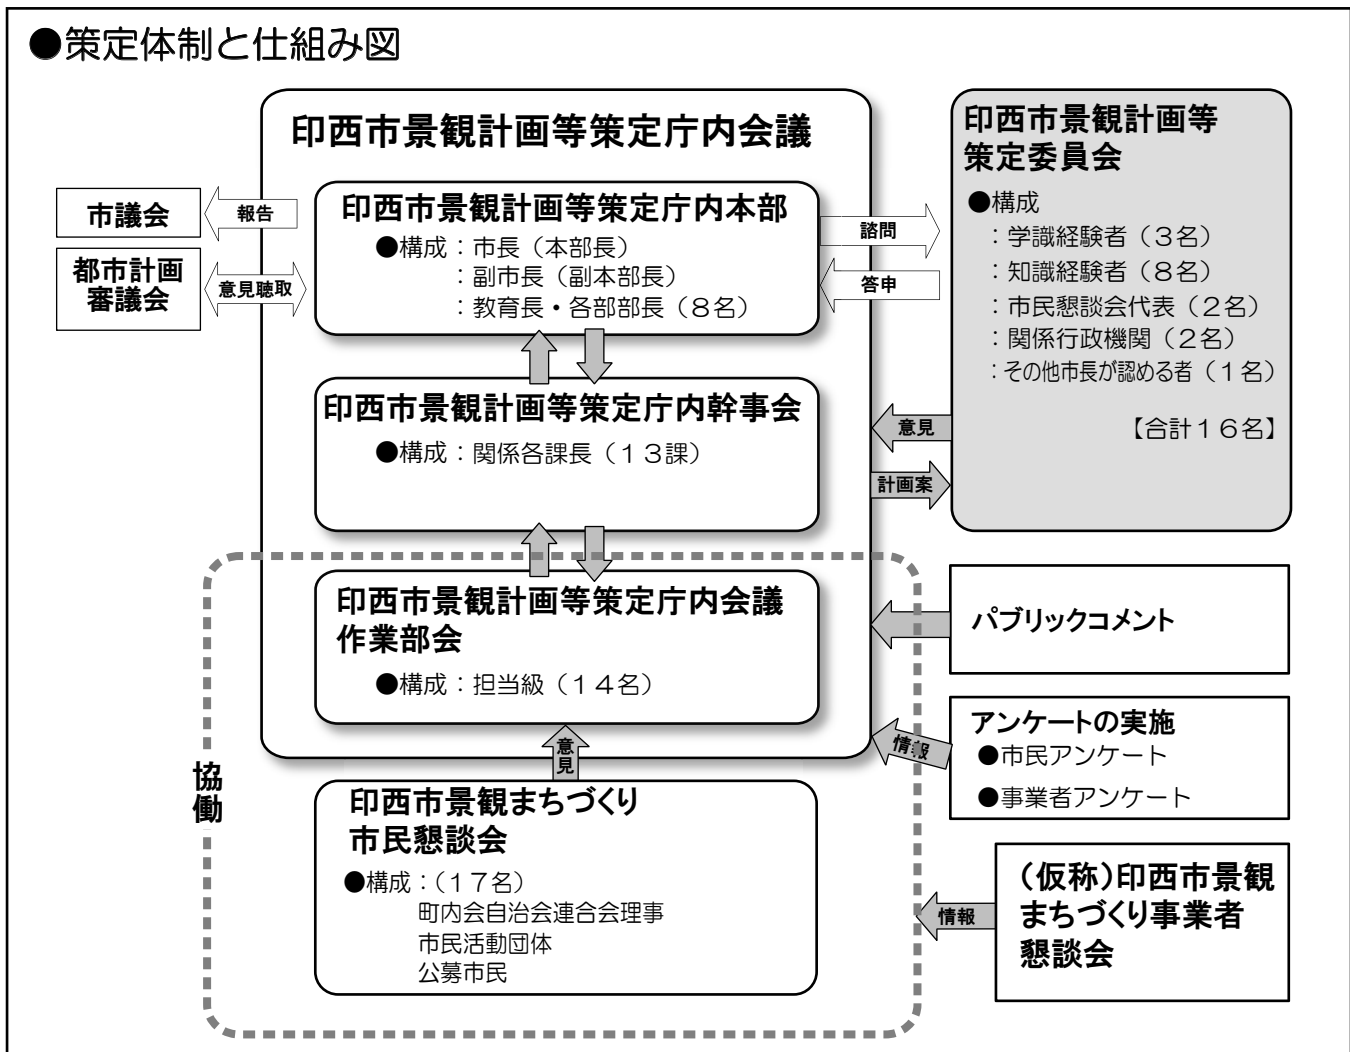 ●策定体制と仕組み図
印西市景観計画等策定庁内会議
市議会
報告
都市計画
審議会
意見聴取
印西市景観計画等策定庁内本部
●構成：市長（本部長）
：副市長（副本部長）
：教育長・各部部長（８名）
諮問
答申
印西市景観計画等
策定委員会
●構成
：学識経験者（３名）
：知識経験者（８名）
：市民懇談会代表（２名）
：関係行政機関（２名）
：その他市長が認める者（１名）
【合計１６名】
印西市景観計画等策定庁内幹事会
●構成：関係各課長（１３課）
意見
計画案
印西市景観計画等策定庁内会議
作業部会
●構成：担当級（１４名）
パブリックコメント
アンケートの実施
●市民アンケート
●事業者アンケート
情報
意見
協働
印西市景観まちづくり
市民懇談会
●構成：（１７名）
町内会自治会連合会理事
市民活動団体
公募市民
情報
（仮称）印西市景観
まちづくり事業者
懇談会